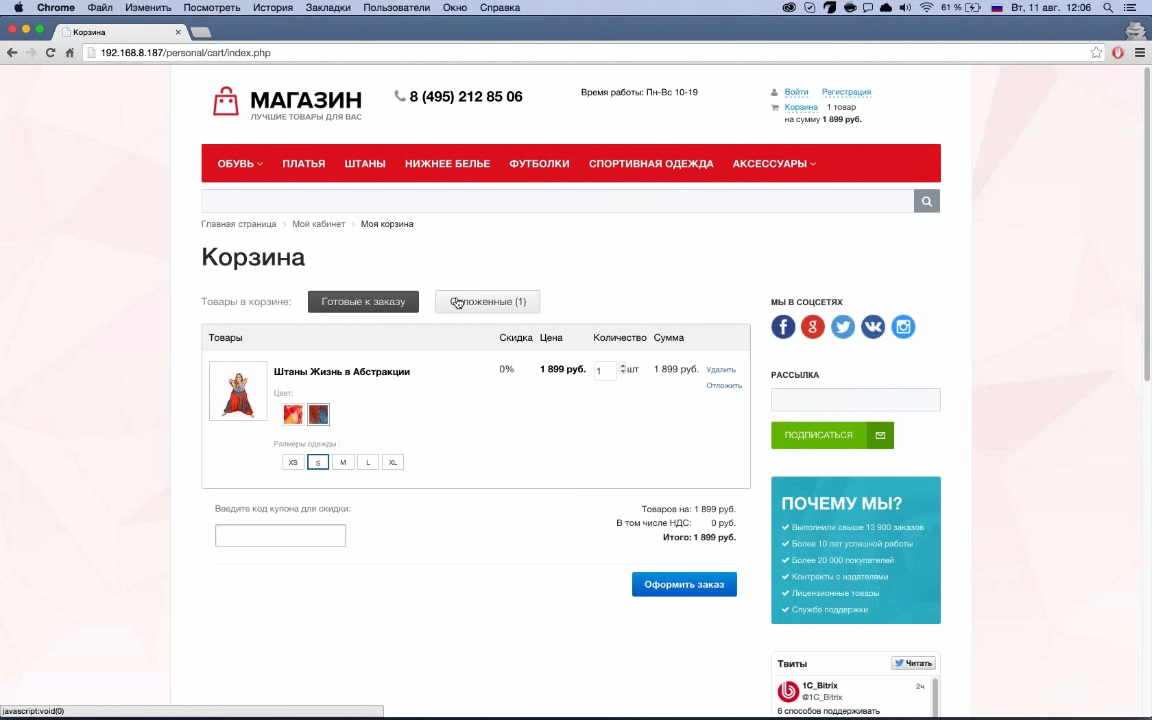 Chrome Файл Изменить Посмотреть История Закладки Пользователи Окно Справка 61 % Вт, 11 авг. 12:06
Корзина
192.168.8.187/personal/cart/index.php
МАГАЗИН
ЛУЧШИЕ ТОВАРЫ ДЛЯ ВАС
8 (495) 212 85 06
Время работы: Пн-Вс 10-19
Войти Регистрация
Корзина 1 товар
на сумму 1 899 руб.
ОБУВЬ ПЛАТЬЯ ШТАНЫ НИЖНЕЕ БЕЛЬЕ ФУТБОЛКИ СПОРТИВНАЯ ОДЕЖДА АКСЕССУАРЫ
Главная страница Мой кабинет Моя корзина
Корзина
Товары в корзине: Готовые к заказу Отложенные (1)
Товары Скидка Цена Количество Сумма
Штаны Жизнь в Абстракции 0% 1 899 руб. 1 шт 1 899 руб. Удалить
Отложить
Цвет:
Размеры одежды :
XS S M L XL
Введите код купона для скидки:
Товаров на: 1 899 руб.
В том числе НДС: 0 руб.
Итого: 1 899 руб.
Оформить заказ
МЫ В СОЦСЕТЯХ
РАССЫЛКА
ПОДПИСАТЬСЯ
ПОЧЕМУ МЫ?
Выполнили свыше 13 900 заказов
Более 10 лет успешной работы
Более 20 000 покупателей
Контракты с издателями
Лицензионные товары
Служба поддержки
Твиты Читать
1C_Bitrix 2ч
@1C_Bitrix
6 способов поддерживать
javascript:void(0)